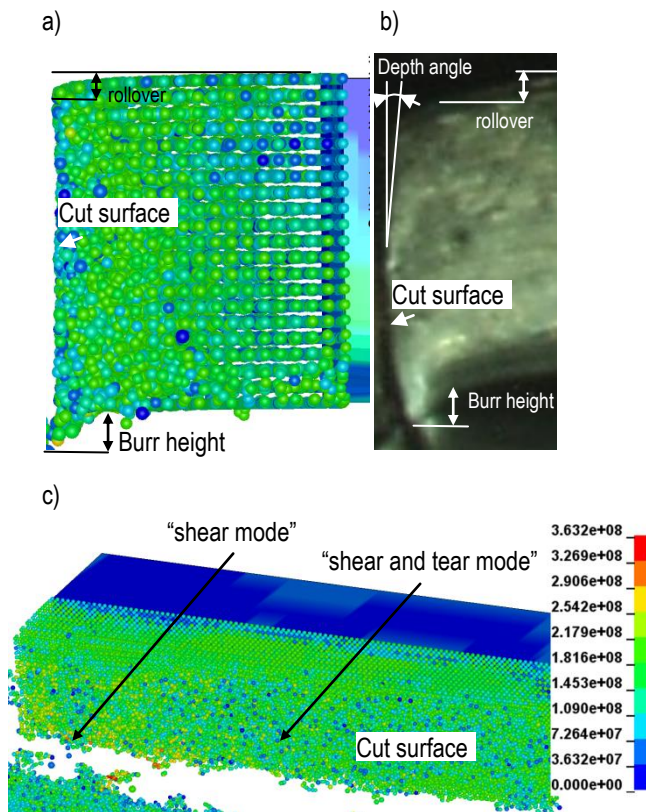 a)
rollover
Cut surface
Burr height
b)
Depth angle
rollover
Cut surface
Burr height
c)
“shear mode”
“shear and tear mode”
Cut surface
3.632e+08
3.269e+08
2.906e+08
2.542e+08
2.179e+08
1.816e+08
1.453e+08
1.090e+08
7.263e+07
3.632e+07
0.000e+00